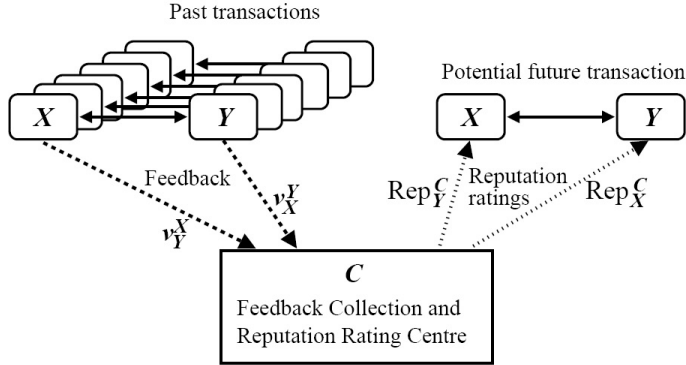 Past transactions
Potential future transaction
X
Y
X
Y
Feedback
v_X^Y
v_Y^X
Rep_Y^C
Reputation
ratings
Rep_X^C
C
Feedback Collection and
Reputation Rating Centre